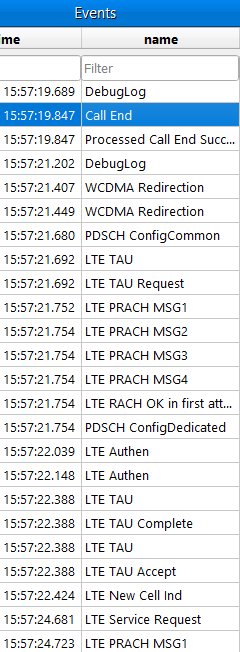 Events
ime name
Filter
15:57:19.689 DebugLog
15:57:19.847 Call End
15:57:19.847 Processed Call End Succ...
15:57:21.202 DebugLog
15:57:21.407 WCDMA Redirection
15:57:21.449 WCDMA Redirection
15:57:21.680 PDSCH ConfigCommon
15:57:21.692 LTE TAU
15:57:21.692 LTE TAU Request
15:57:21.752 LTE PRACH MSG1
15:57:21.754 LTE PRACH MSG2
15:57:21.754 LTE PRACH MSG3
15:57:21.754 LTE PRACH MSG4
15:57:21.754 LTE RACH OK in first att...
15:57:21.754 PDSCH ConfigDedicated
15:57:22.039 LTE Authen
15:57:22.148 LTE Authen
15:57:22.388 LTE TAU
15:57:22.388 LTE TAU Complete
15:57:22.388 LTE TAU
15:57:22.388 LTE TAU Accept
15:57:22.424 LTE New Cell Ind
15:57:24.681 LTE Service Request
15:57:24.723 LTE PRACH MSG1